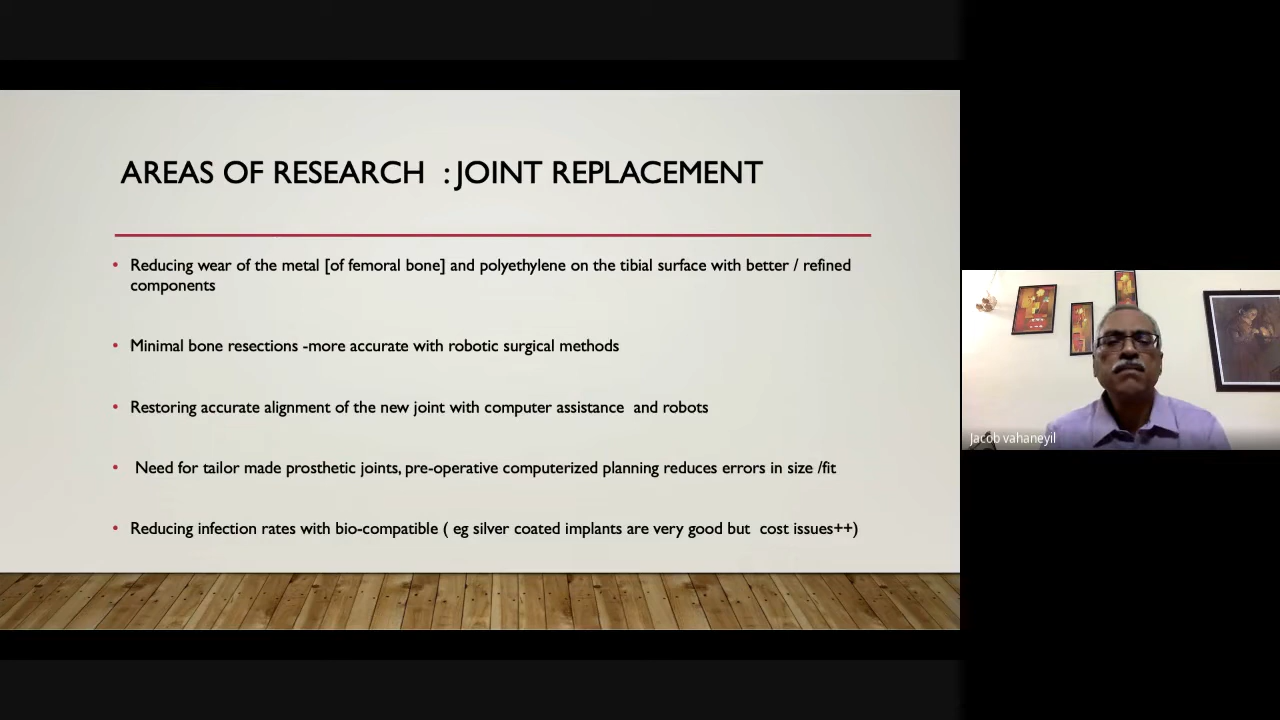 AREAS OF RESEARCH : JOINT REPLACEMENT
• Reducing wear of the metal [of femoral bone] and polyethylene on the tibial surface with better / refined
components
• Minimal bone resections -more accurate with robotic surgical methods
• Restoring accurate alignment of the new joint with computer assistance and robots
• Need for tailor made prosthetic joints, pre-operative computerized planning reduces errors in size /fit
• Reducing infection rates with bio-compatible ( eg silver coated implants are very good but cost issues++)
Jacob vahaneyil